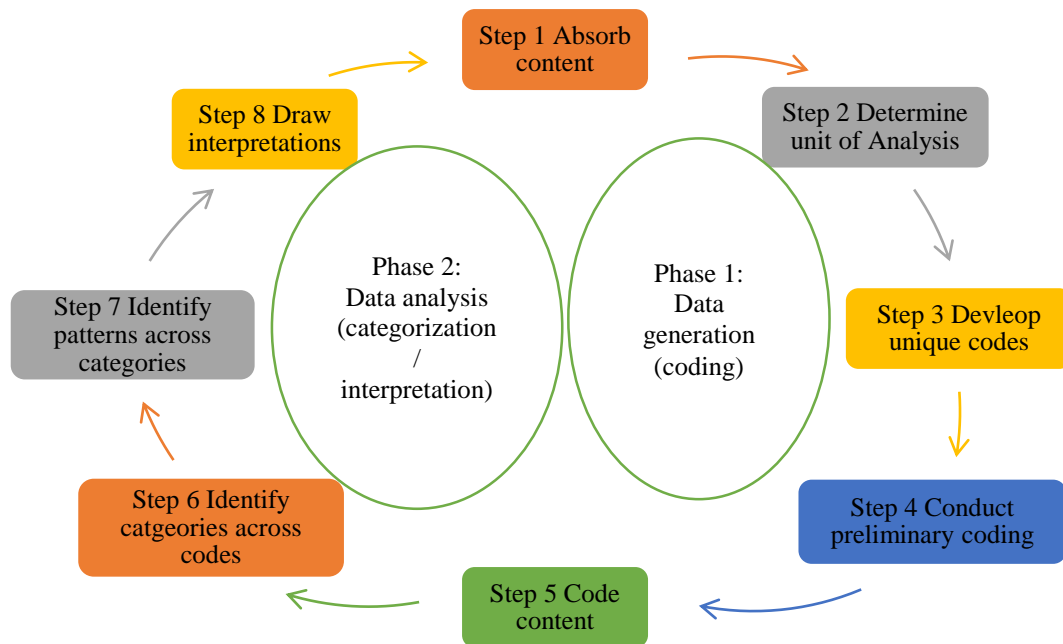 Step 1 Absorb
content
Step 2 Determine
unit of Analysis
Step 3 Devleop
unique codes
Step 4 Conduct
preliminary coding
Step 5 Code
content
Step 6 Identify
catgeories across
codes
Step 7 Identify
patterns across
categories
Step 8 Draw
interpretations
Phase 1:
Data
generation
(coding)
Phase 2:
Data analysis
(categorization
/
interpretation)